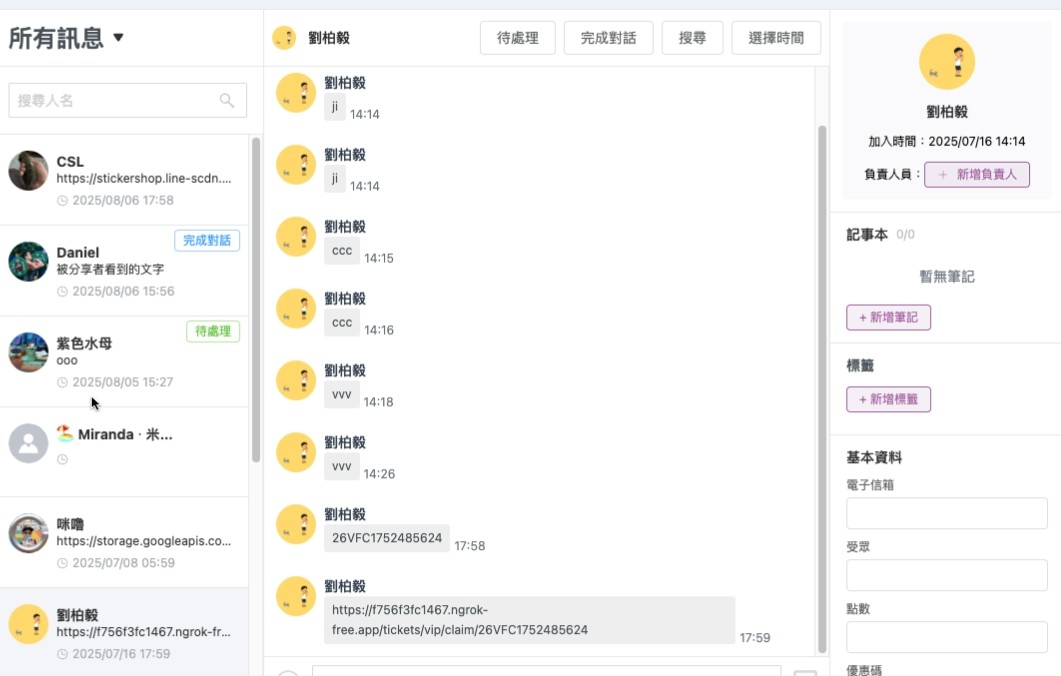 所有訊息
搜尋人名
CSL
https://stickershop.line-scdn....
2025/08/06 17:58
完成對話
Daniel
被分享者看到的文字
2025/08/06 15:56
待處理
紫色水母
ooo
2025/08/05 15:27
🏖️ Miranda · 米...
咪嚕
https://storage.googleapis.co...
2025/07/08 05:59
劉柏毅
https://f756f3fc1467.ngrok-fr...
2025/07/16 17:59
劉柏毅
待處理
完成對話
搜尋
選擇時間
劉柏毅
ji 14:14
劉柏毅
ji 14:14
劉柏毅
ccc 14:15
劉柏毅
ccc 14:16
劉柏毅
vvv 14:18
劉柏毅
vvv 14:26
劉柏毅
26VFC1752485624 17:58
劉柏毅
https://f756f3fc1467.ngrok-
free.app/tickets/vip/claim/26VFC1752485624 17:59
劉柏毅
加入時間：2025/07/16 14:14
負責人員： ＋ 新增負責人
記事本 0/0
暫無筆記
+ 新增筆記
標籤
+ 新增標籤
基本資料
電子信箱
受眾
點數
優惠碼